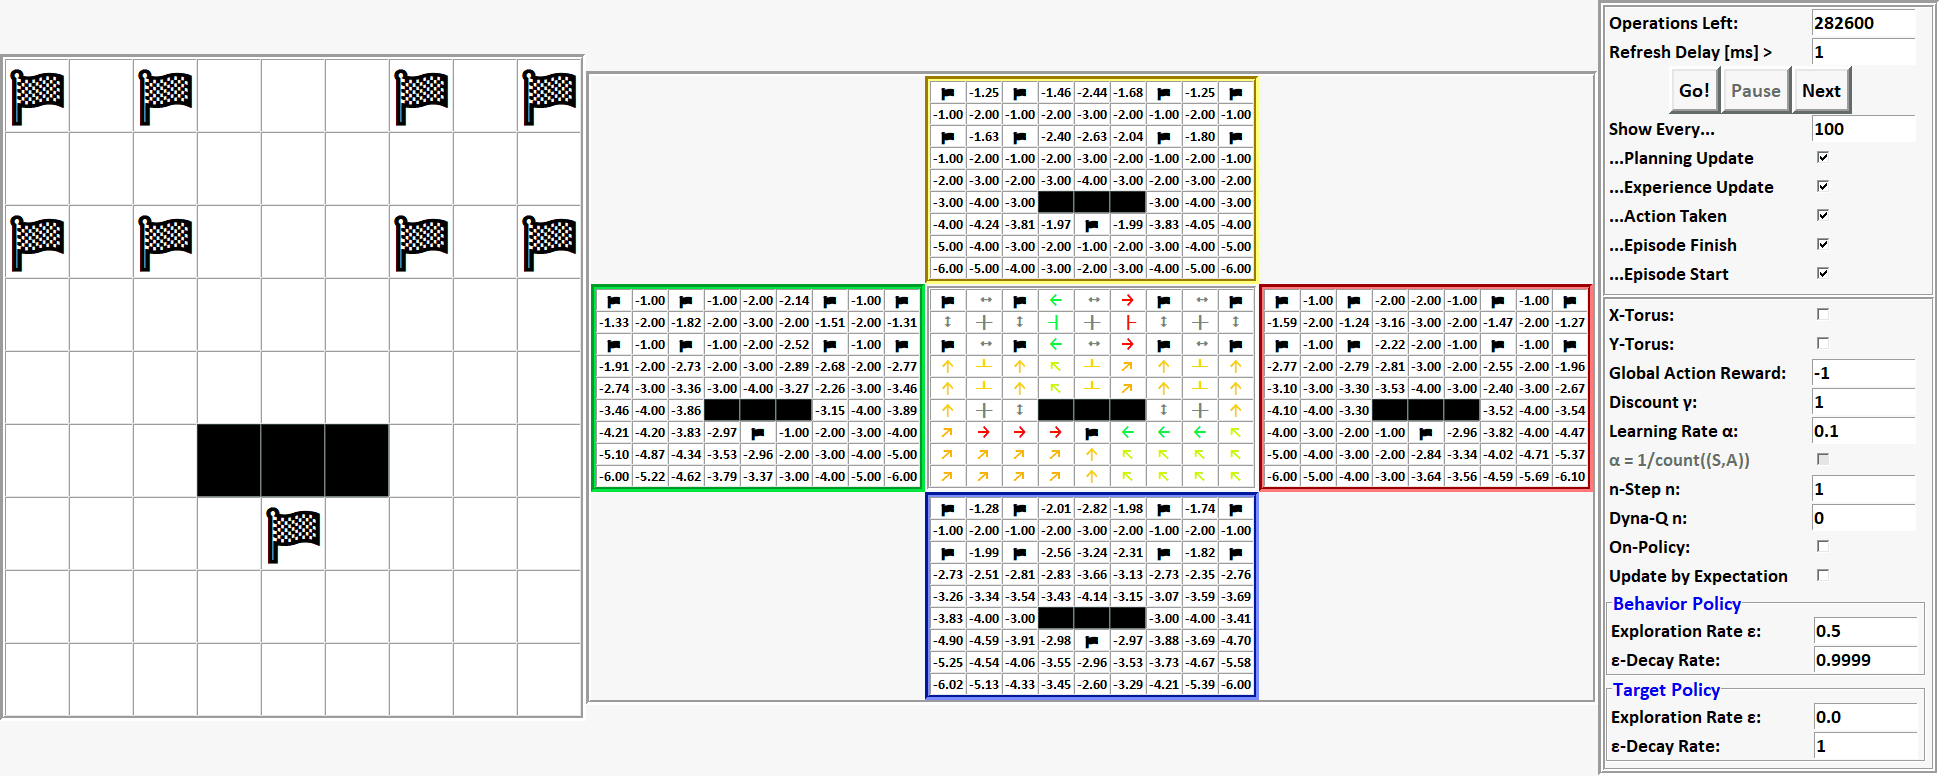 -1.25 -1.46 -2.44 -1.68 -1.25
-1.00 -2.00 -1.00 -2.00 -3.00 -2.00 -1.00 -2.00 -1.00
-1.63 -2.40 -2.63 -2.04 -1.80
-1.00 -2.00 -1.00 -2.00 -3.00 -2.00 -1.00 -2.00 -1.00
-2.00 -3.00 -2.00 -3.00 -4.00 -3.00 -2.00 -3.00 -2.00
-3.00 -4.00 -3.00 -3.00 -4.00 -3.00
-4.00 -4.24 -3.81 -1.97 -1.99 -3.83 -4.05 -4.00
-5.00 -4.00 -3.00 -2.00 -1.00 -2.00 -3.00 -4.00 -5.00
-6.00 -5.00 -4.00 -3.00 -2.00 -3.00 -4.00 -5.00 -6.00
-1.00 -1.00 -2.00 -2.14 -1.00
-1.33 -2.00 -1.82 -2.00 -3.00 -2.00 -1.51 -2.00 -1.31
-1.00 -1.00 -2.00 -2.52 -1.00
-1.91 -2.00 -2.73 -2.00 -3.00 -2.89 -2.68 -2.00 -2.77
-2.74 -3.00 -3.36 -3.00 -4.00 -3.27 -2.26 -3.00 -3.46
-3.46 -4.00 -3.86 -3.15 -4.00 -3.89
-4.21 -4.20 -3.83 -2.97 -1.00 -2.00 -3.00 -4.00
-5.10 -4.87 -4.34 -3.53 -2.96 -2.00 -3.00 -4.00 -5.00
-6.00 -5.22 -4.62 -3.79 -3.37 -3.00 -4.00 -5.00 -6.00
-1.00 -2.00 -2.00 -1.00 -1.00
-1.59 -2.00 -1.24 -3.16 -3.00 -2.00 -1.47 -2.00 -1.27
-1.00 -2.22 -2.00 -1.00 -1.00
-2.77 -2.00 -2.79 -2.81 -3.00 -2.00 -2.55 -2.00 -1.96
-3.10 -3.00 -3.30 -3.53 -4.00 -3.00 -2.40 -3.00 -2.67
-4.10 -4.00 -3.30 -3.52 -4.00 -3.54
-4.00 -3.00 -2.00 -1.00 -2.96 -3.82 -4.00 -4.47
-5.00 -4.00 -3.00 -2.00 -2.84 -3.34 -4.02 -4.71 -5.37
-6.00 -5.00 -4.00 -3.00 -3.64 -3.56 -4.59 -5.69 -6.10
-1.28 -2.01 -2.82 -1.98 -1.74
-1.00 -2.00 -1.00 -2.00 -3.00 -2.00 -1.00 -2.00 -1.00
-1.99 -2.56 -3.24 -2.31 -1.82
-2.73 -2.51 -2.81 -2.83 -3.66 -3.13 -2.73 -2.35 -2.76
-3.26 -3.34 -3.54 -3.43 -4.14 -3.15 -3.07 -3.59 -3.69
-3.83 -4.00 -3.00 -3.00 -4.00 -3.41
-4.90 -4.59 -3.91 -2.98 -2.97 -3.88 -3.69 -4.70
-5.25 -4.54 -4.06 -3.55 -2.96 -3.53 -3.73 -4.67 -5.58
-6.02 -5.13 -4.33 -3.45 -2.60 -3.29 -4.21 -5.39 -6.00
Operations Left: 282600
Refresh Delay [ms] > 1
Go! Pause Next
Show Every... 100
...Planning Update
...Experience Update
...Action Taken
...Episode Finish
...Episode Start
X-Torus:
Y-Torus:
Global Action Reward: -1
Discount γ: 1
Learning Rate α: 0.1
α = 1/count((S,A))
n-Step n: 1
Dyna-Q n: 0
On-Policy:
Update by Expectation
Behavior Policy
Exploration Rate ε: 0.5
ε-Decay Rate: 0.9999
Target Policy
Exploration Rate ε: 0.0
ε-Decay Rate: 1